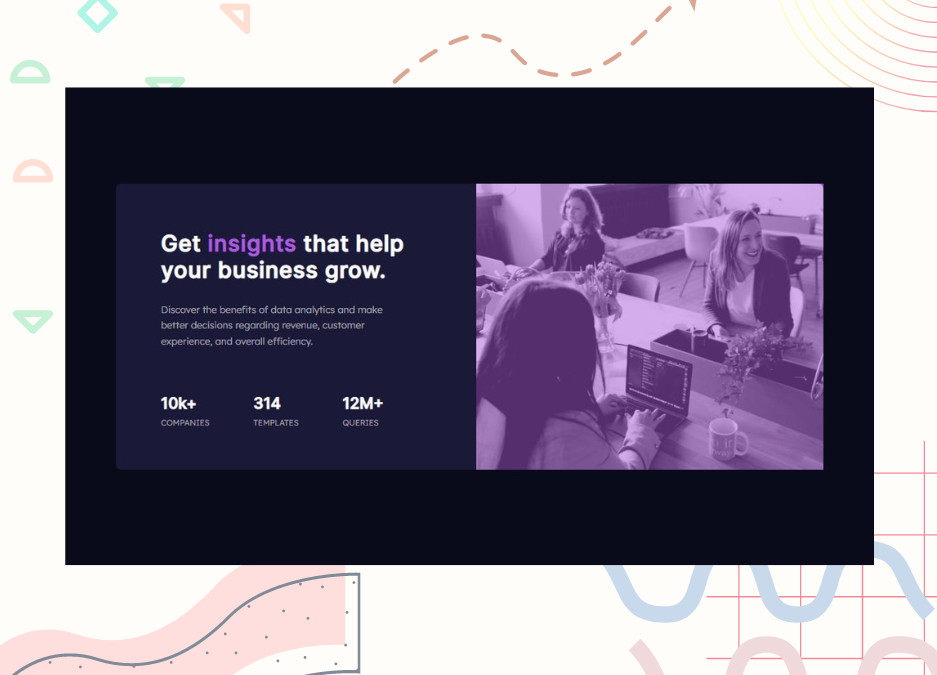 Get insights that help
your business grow.
Discover the benefits of data analytics and make
better decisions regarding revenue, customer
experience, and overall efficiency.
10k+ 314 12M+
COMPANIES TEMPLATES QUERIES